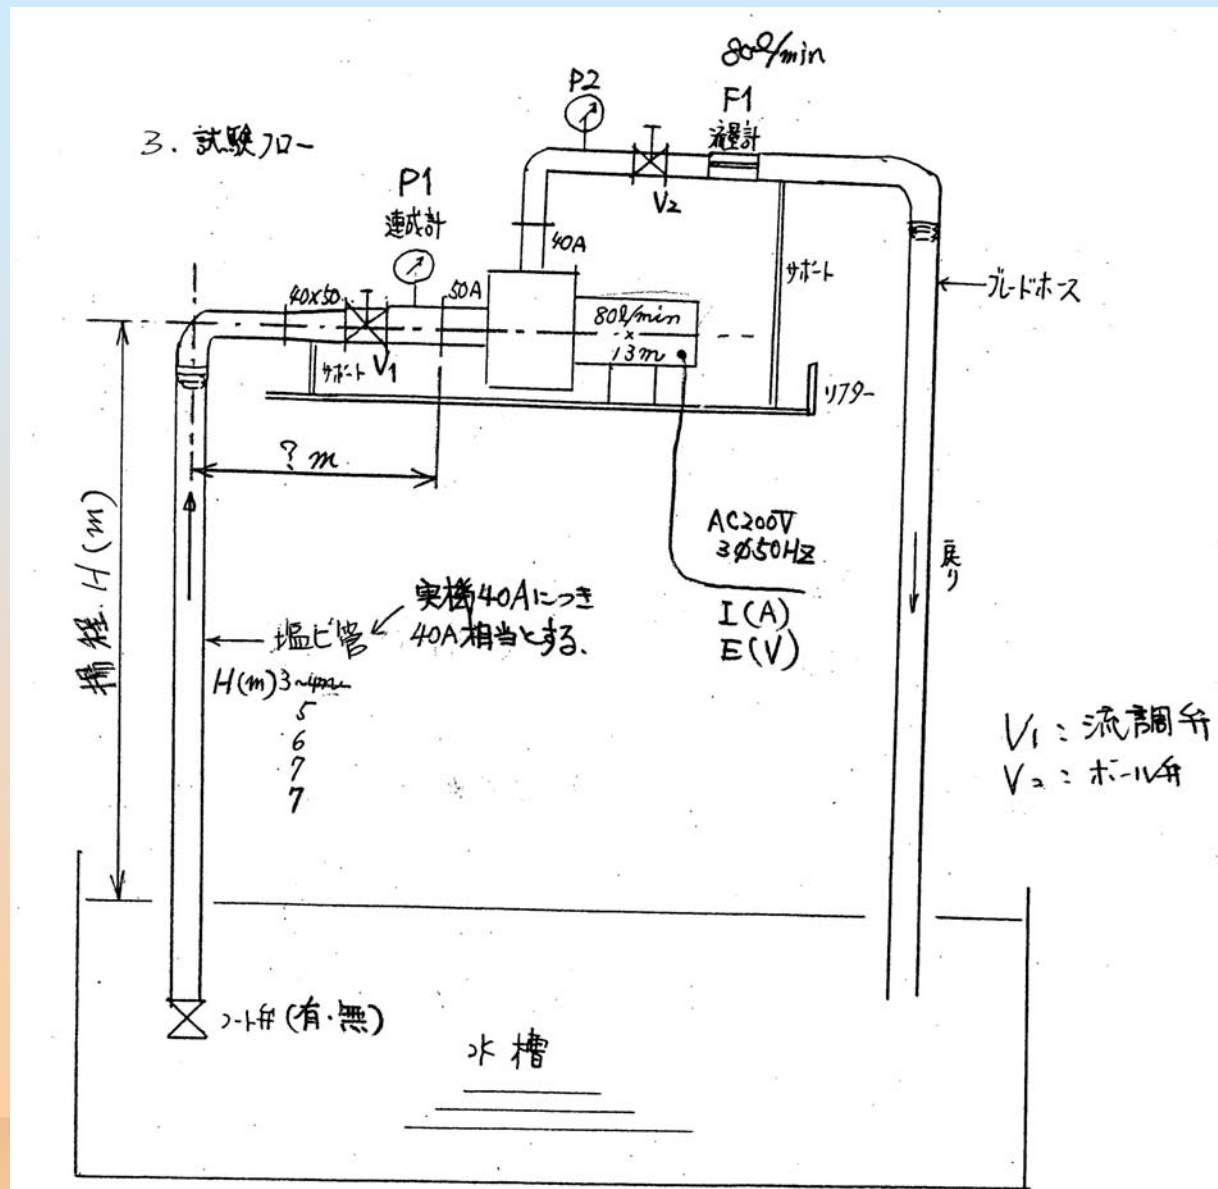 3. 試験フロー
80ℓ/min
F1
流量計
P2
V2
P1
連成計
40A
サポート
ブレードホース
40×50
50A
80ℓ/min
×
13m
V1
サポート
リフター
? m
揚程 H(m)
AC200V
3φ50HZ
I(A)
E(V)
戻り
実機40Aにつき
40A相当とする.
塩ビ管
H(m) 3~4m
5
6
7
7
V1: 流調弁
V2: ボール弁
フート弁 (有・無)
水槽